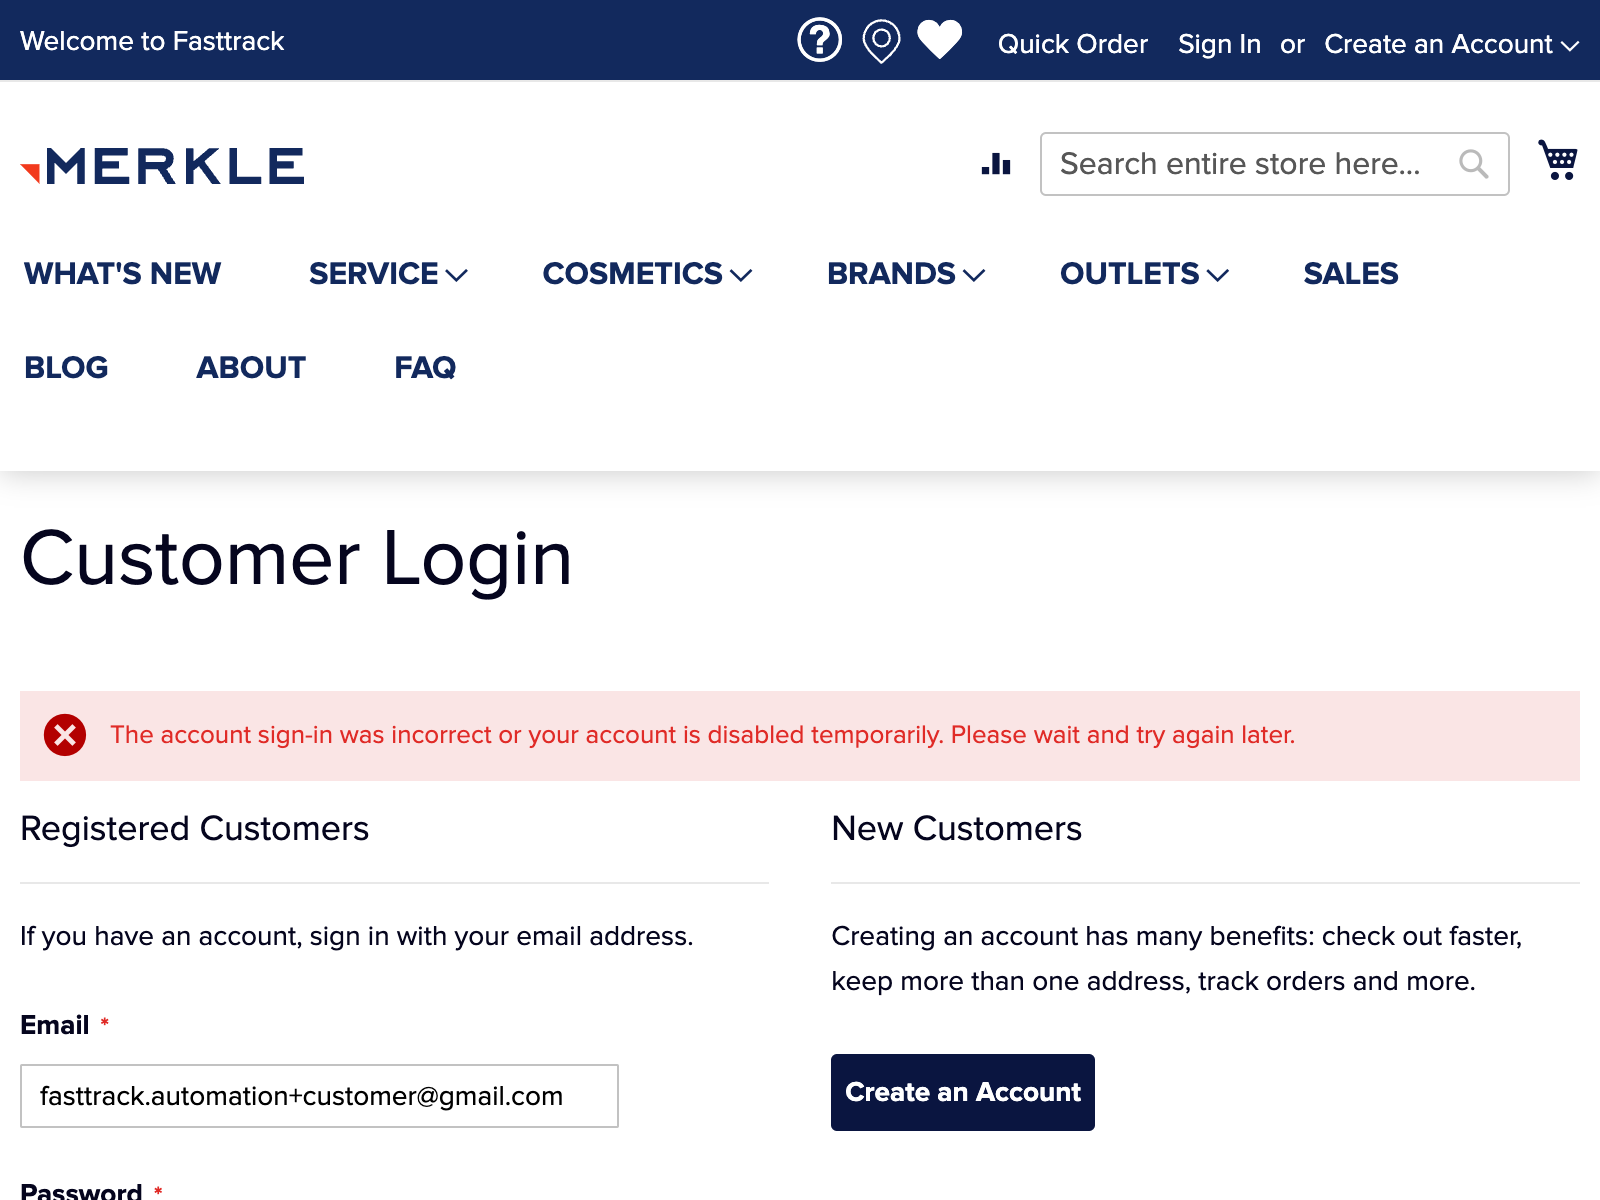 Welcome to Fasttrack
Quick Order Sign In or Create an Account
MERKLE
Search entire store here...
WHAT'S NEW SERVICE COSMETICS BRANDS OUTLETS SALES
BLOG ABOUT FAQ
Customer Login
The account sign-in was incorrect or your account is disabled temporarily. Please wait and try again later.
Registered Customers
If you have an account, sign in with your email address.
Email *
fasttrack.automation+customer@gmail.com
Password *
New Customers
Creating an account has many benefits: check out faster,
keep more than one address, track orders and more.
Create an Account